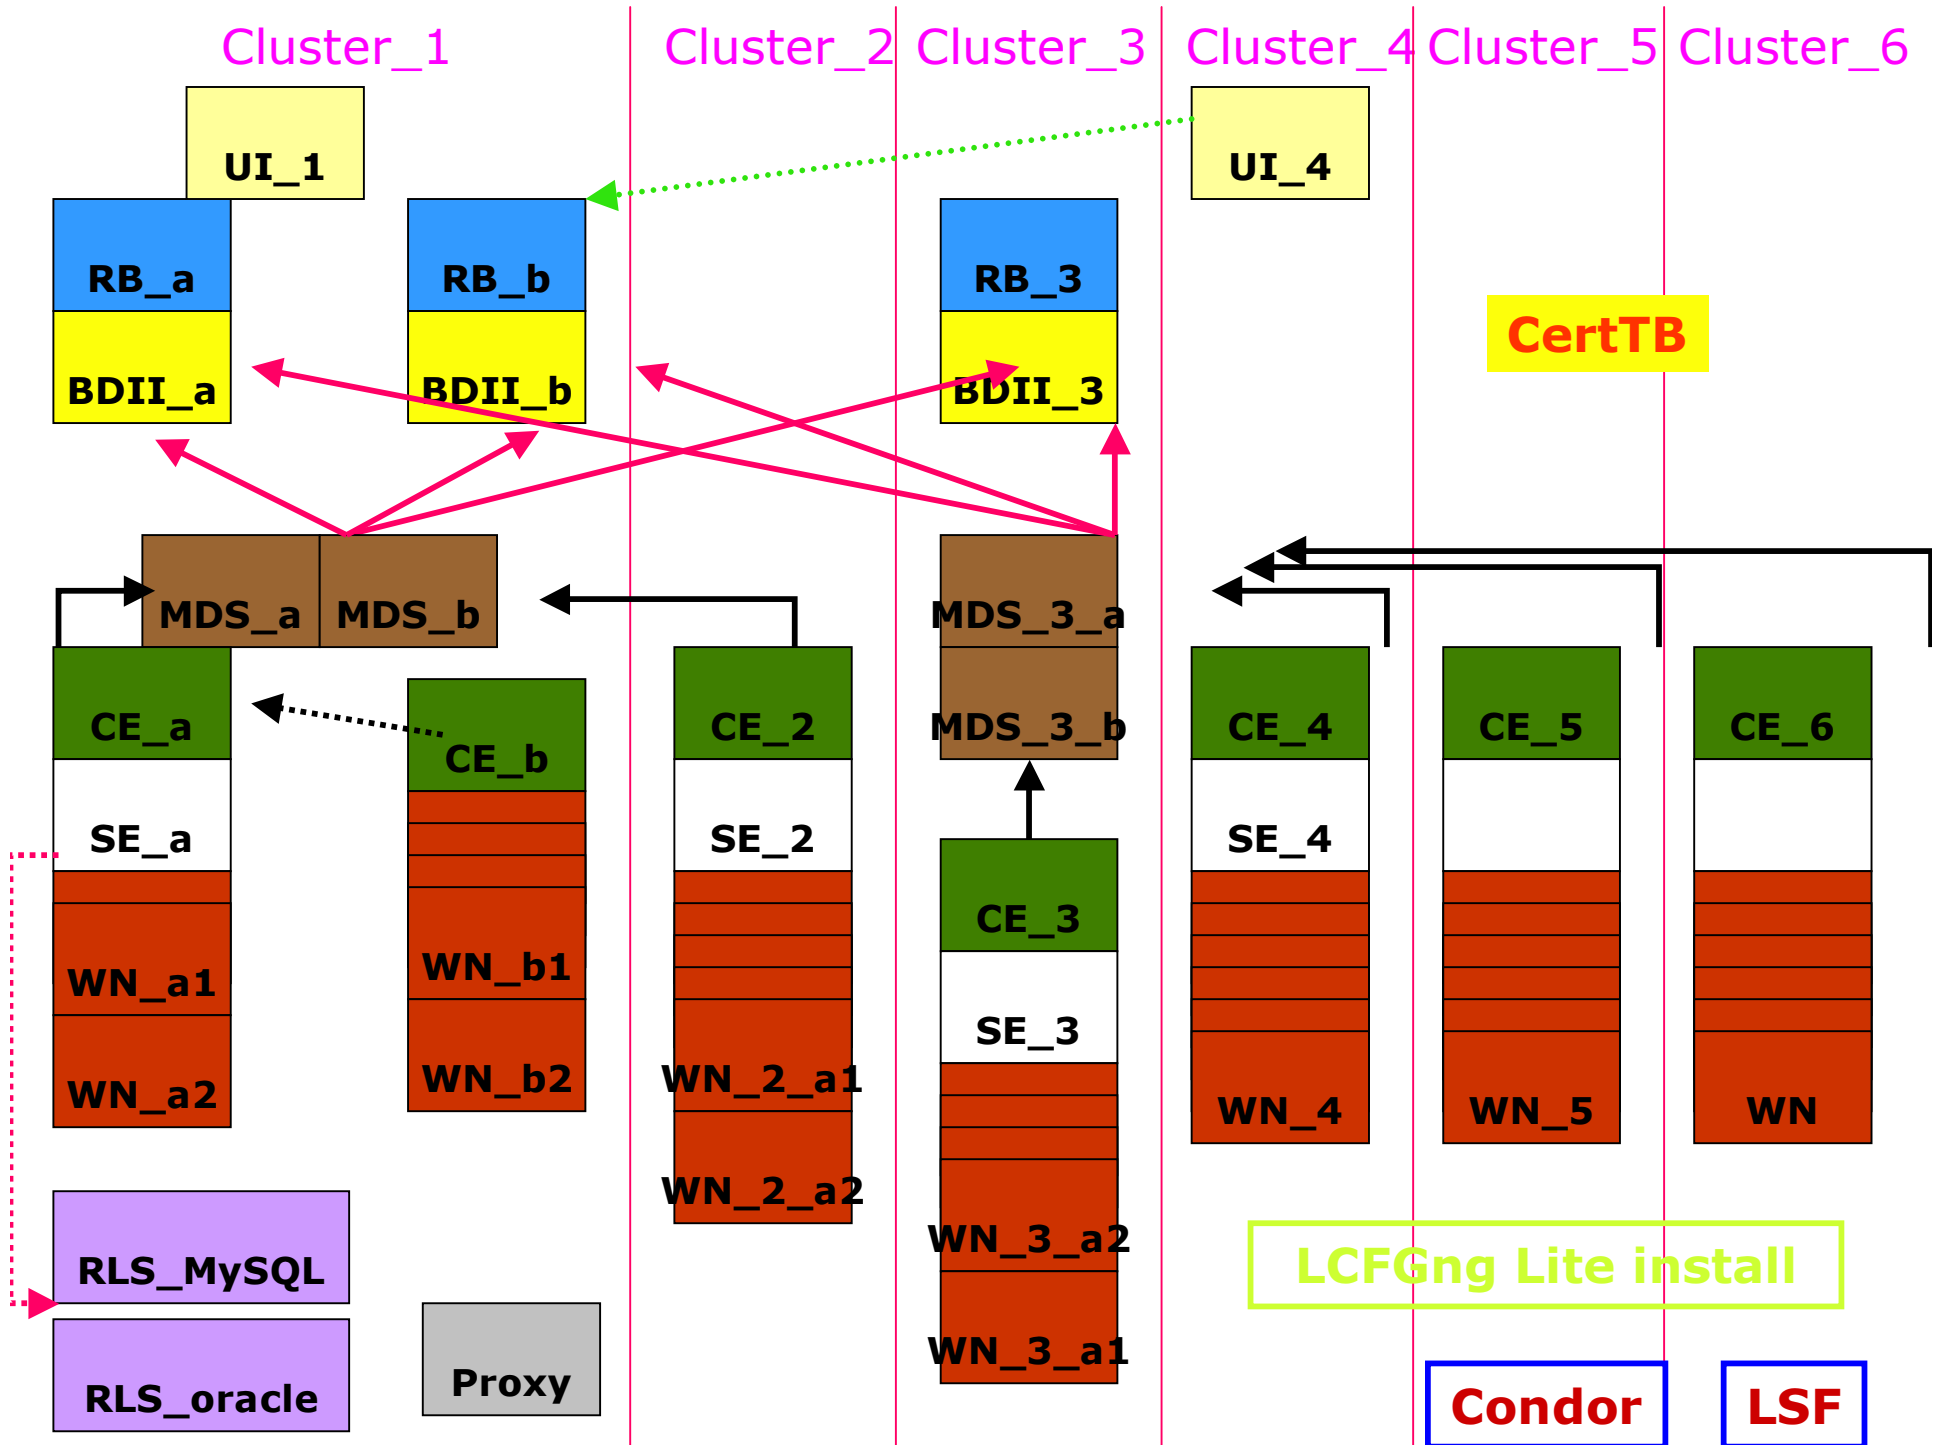 Cluster_1
Cluster_2
Cluster_3
Cluster_4
Cluster_5
Cluster_6
UI_1
UI_4
RB_a
RB_b
RB_3
CertTB
BDII_a
BDII_b
BDII_3
MDS_a
MDS_b
MDS_3_a
CE_a
CE_b
CE_2
MDS_3_b
CE_4
CE_5
CE_6
SE_a
SE_2
SE_4
CE_3
WN_a1
WN_b1
SE_3
WN_a2
WN_b2
WN_2_a1
WN_4
WN_5
WN
WN_2_a2
WN_3_a2
RLS_MySQL
LCFGng Lite install
WN_3_a1
RLS_oracle
Proxy
Condor
LSF